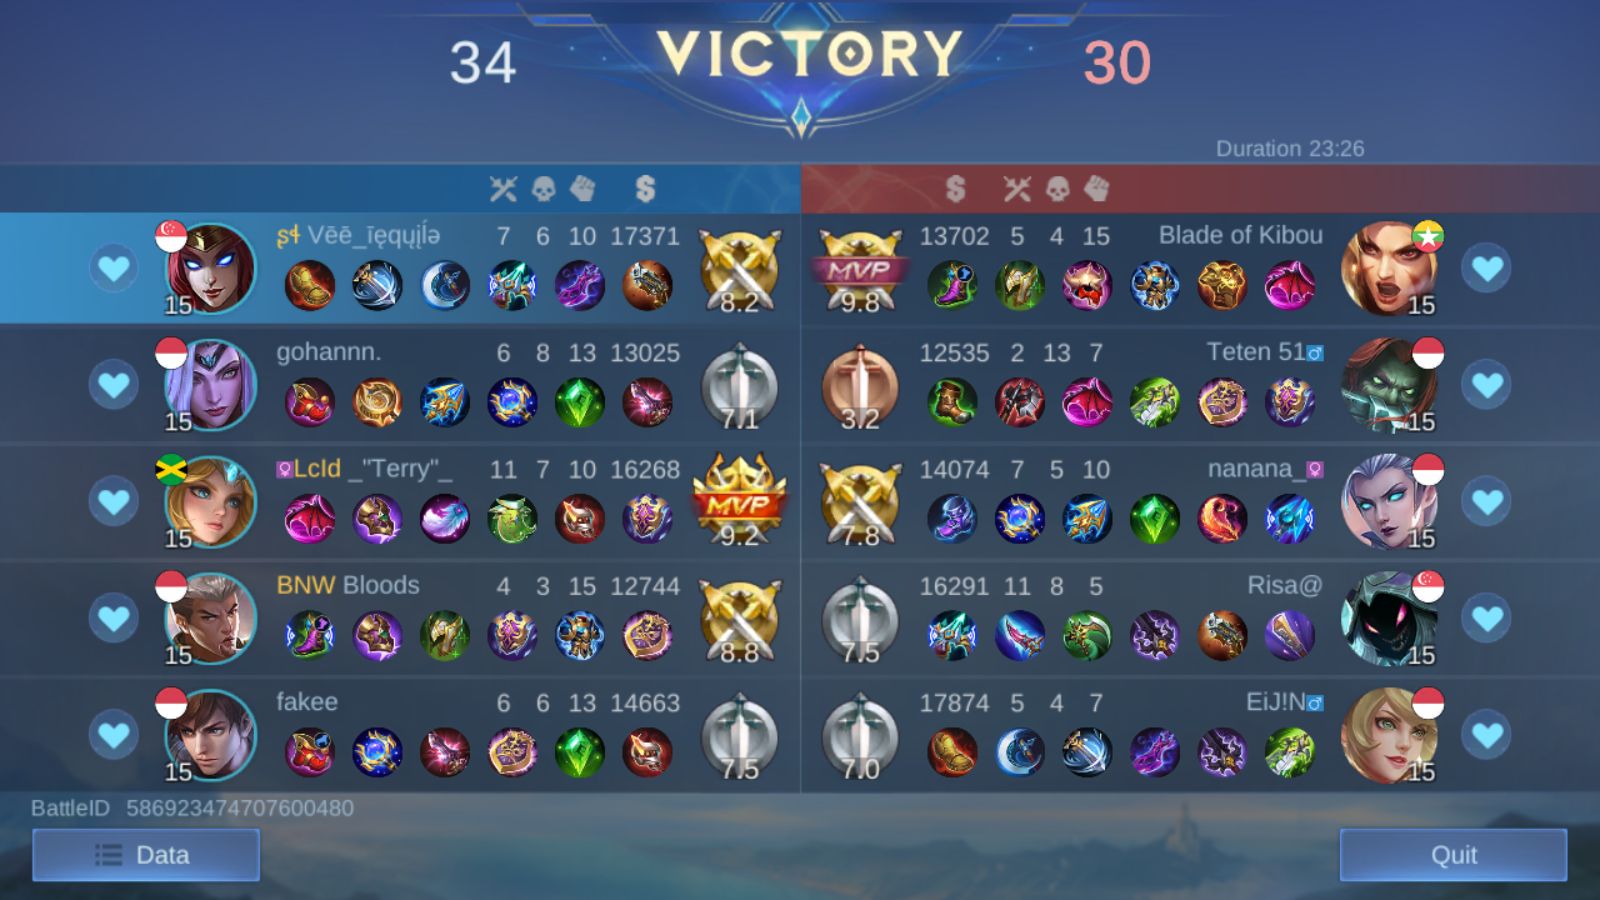 34 VICTORY 30
Duration 23:26
Vēē_īęqųįĺə 7 6 10 17371
15 8.2
gohannn. 6 8 13 13025
15 7.1
LcId _"Terry"_ 11 7 10 16268
MVP
15 9.2
BNW Bloods 4 3 15 12744
15 8.8
fakee 6 6 13 14663
15 7.5
13702 5 4 15 Blade of Kibou
MVP
9.8 15
12535 2 13 7 Teten 51
3.2 15
14074 7 5 10 nanana_
7.8 15
16291 11 8 5 Risa@
7.5 15
17874 5 4 7 EiJ!N
7.0 15
BattleID 586923474707600480
Data
Quit